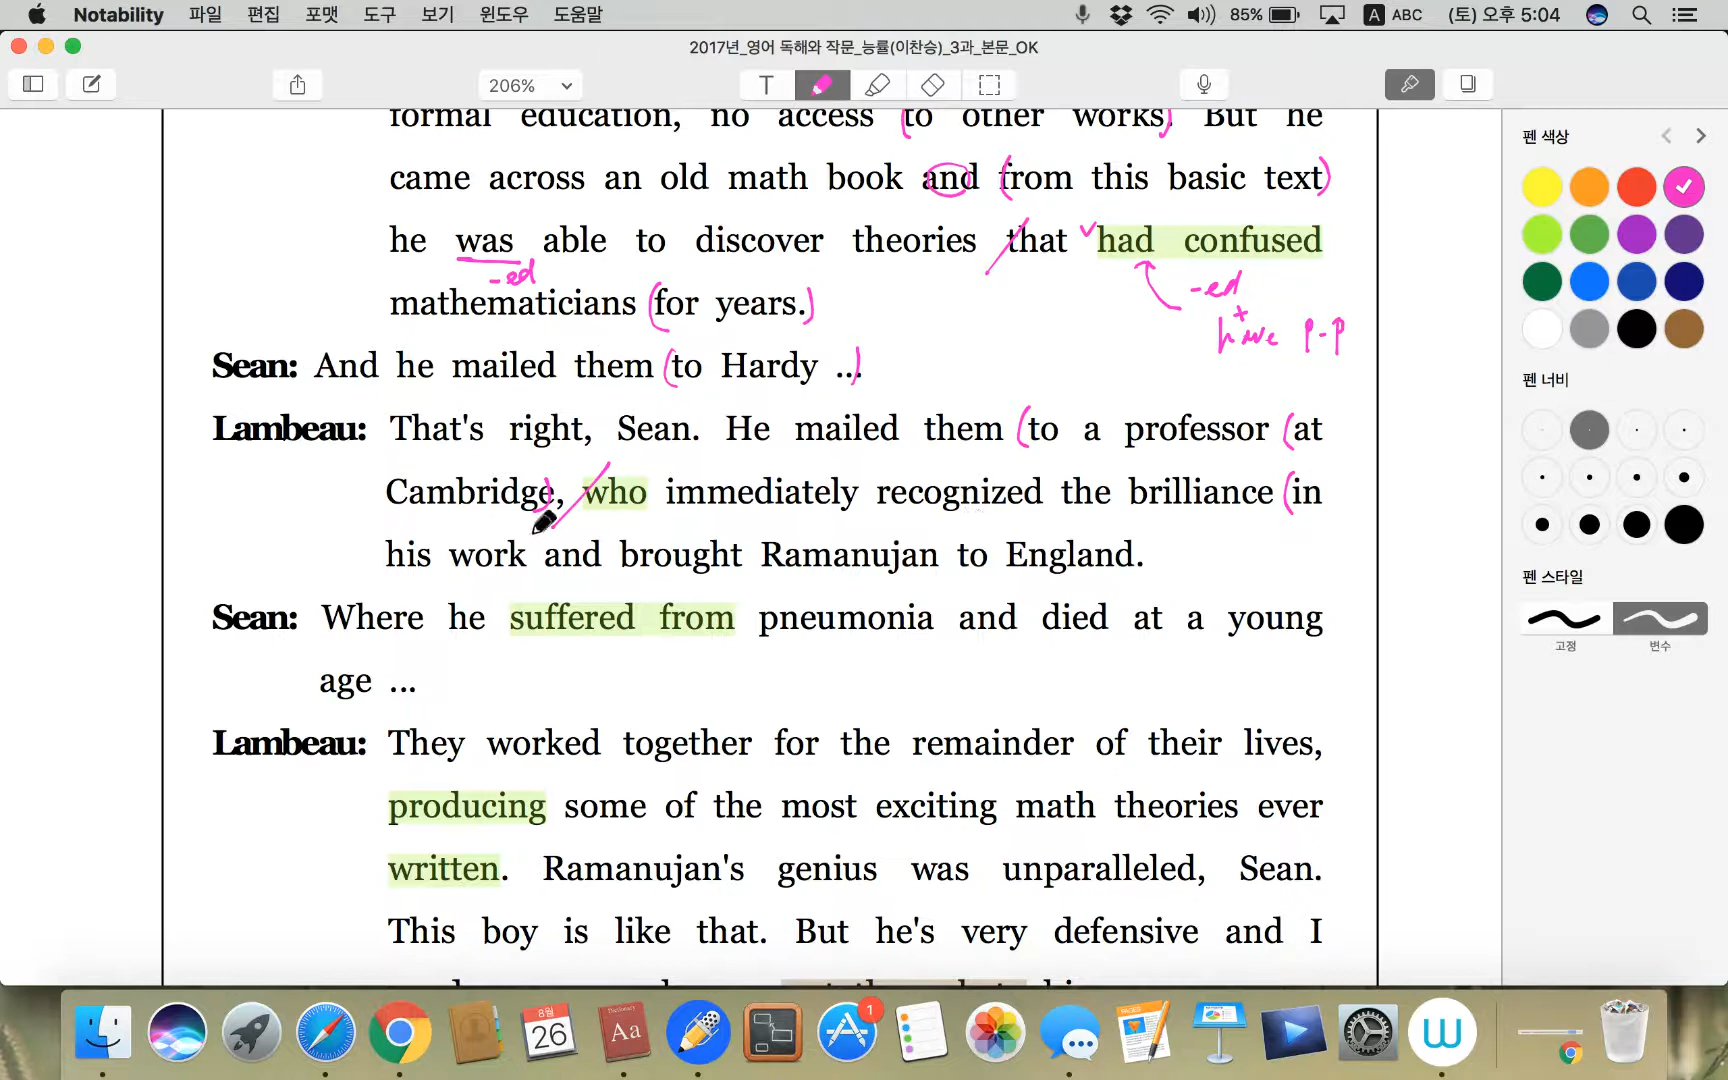 Notability 파일 편집 포맷 도구 보기 윈도우 도움말 85% A ABC (토) 오후 5:04
2017년_영어 독해와 작문_능률(이찬승)_3과_본문_OK
206% T
formal education, no access (to other works). But he
came across an old math book and (from this basic text)
he was able to discover theories that ✓had confused
-ed
mathematicians (for years.)
-ed
+
have P-P
Sean: And he mailed them (to Hardy ...)
Lambeau: That's right, Sean. He mailed them (to a professor (at
Cambridge), who immediately recognized the brilliance (in
his work and brought Ramanujan to England.
Sean: Where he suffered from pneumonia and died at a young
age ...
Lambeau: They worked together for the remainder of their lives,
producing some of the most exciting math theories ever
written. Ramanujan's genius was unparalleled, Sean.
This boy is like that. But he's very defensive and I
펜 색상
펜 너비
펜 스타일
고정 변수
8월
26
Dictionary
Aa
1
W